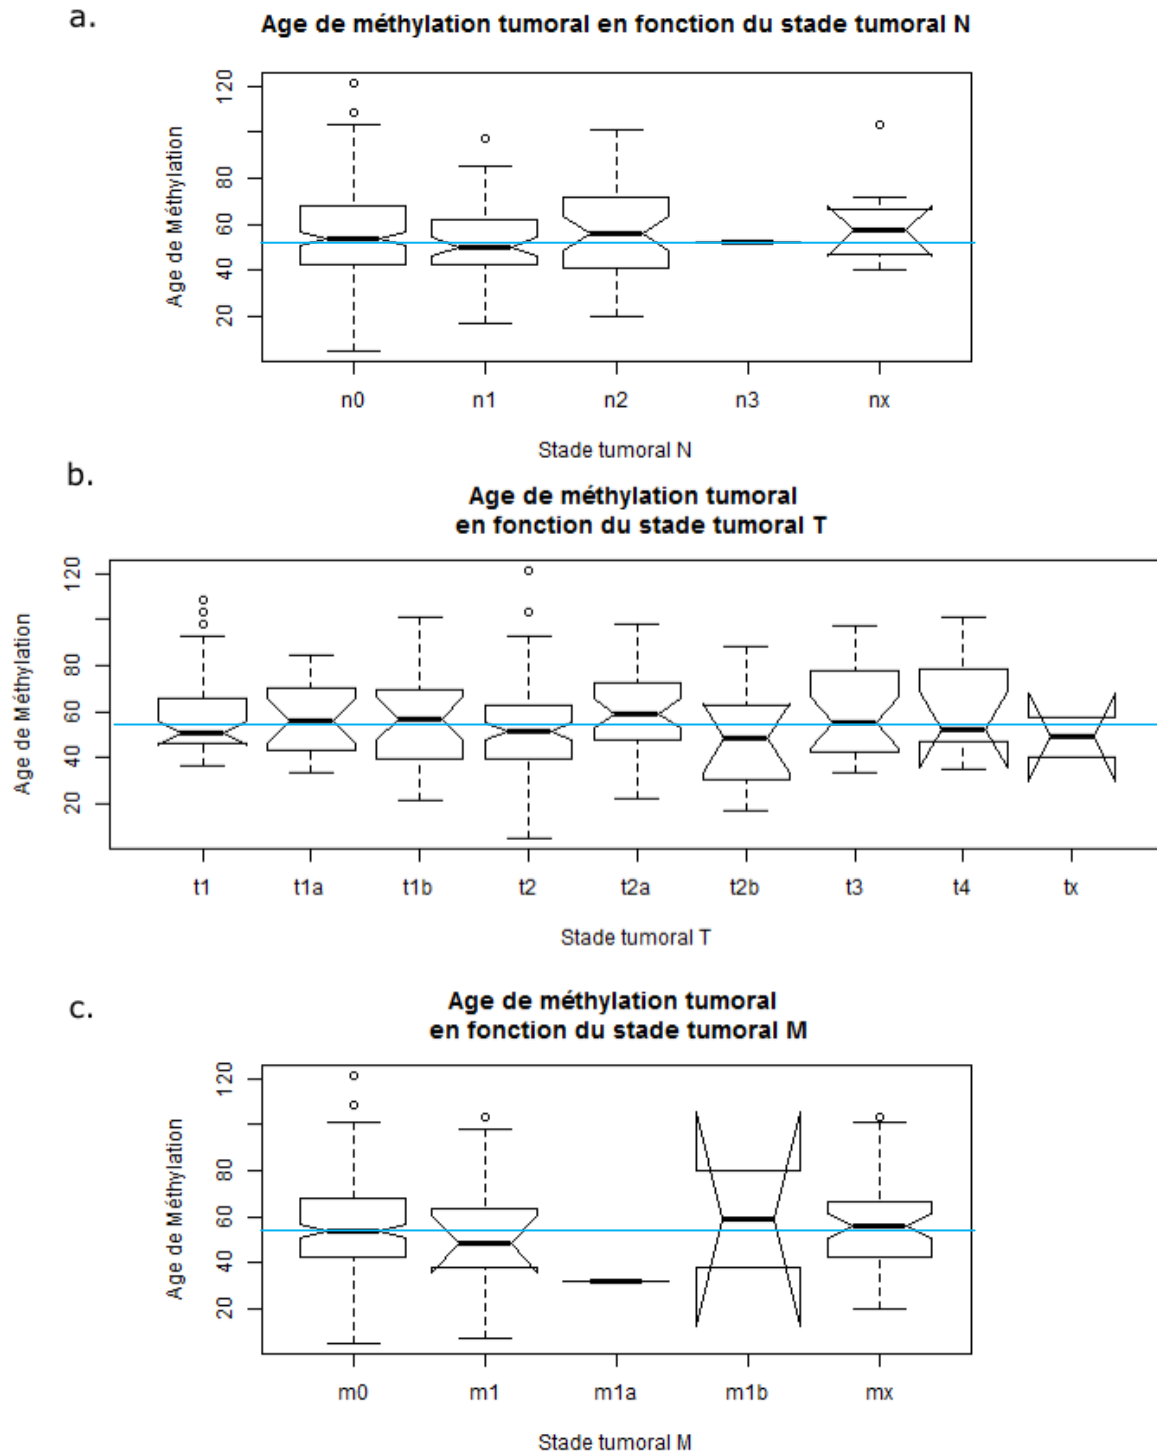 a.
Age de méthylation tumoral en fonction du stade tumoral N
Age de Méthylation
120
80
60
40
20
n0 n1 n2 n3 nx
Stade tumoral N
b.
Age de méthylation tumoral
en fonction du stade tumoral T
Age de Méthylation
120
80
60
40
20
t1 t1a t1b t2 t2a t2b t3 t4 tx
Stade tumoral T
c.
Age de méthylation tumoral
en fonction du stade tumoral M
Age de Méthylation
120
80
60
40
20
m0 m1 m1a m1b mx
Stade tumoral M